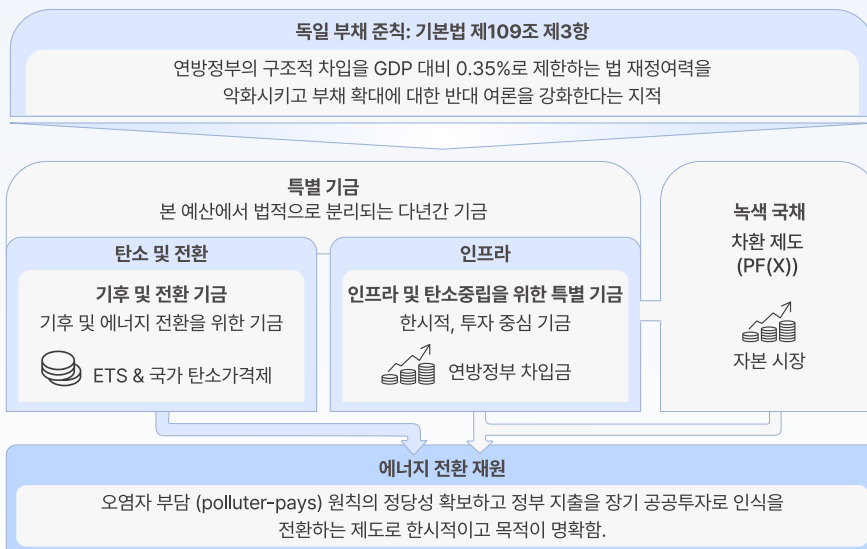 독일 부채 준칙: 기본법 제109조 제3항
연방정부의 구조적 차입을 GDP 대비 0.35%로 제한하는 법 재정여력을
악화시키고 부채 확대에 대한 반대 여론을 강화한다는 지적
특별 기금
본 예산에서 법적으로 분리되는 다년간 기금
탄소 및 전환
기후 및 전환 기금
기후 및 에너지 전환을 위한 기금
ETS & 국가 탄소가격제
인프라
인프라 및 탄소중립을 위한 특별 기금
한시적, 투자 중심 기금
연방정부 차입금
녹색 국채
차환 제도
(PF(X))
자본 시장
에너지 전환 재원
오염자 부담 (polluter-pays) 원칙의 정당성 확보하고 정부 지출을 장기 공공투자로 인식을
전환하는 제도로 한시적이고 목적이 명확함.